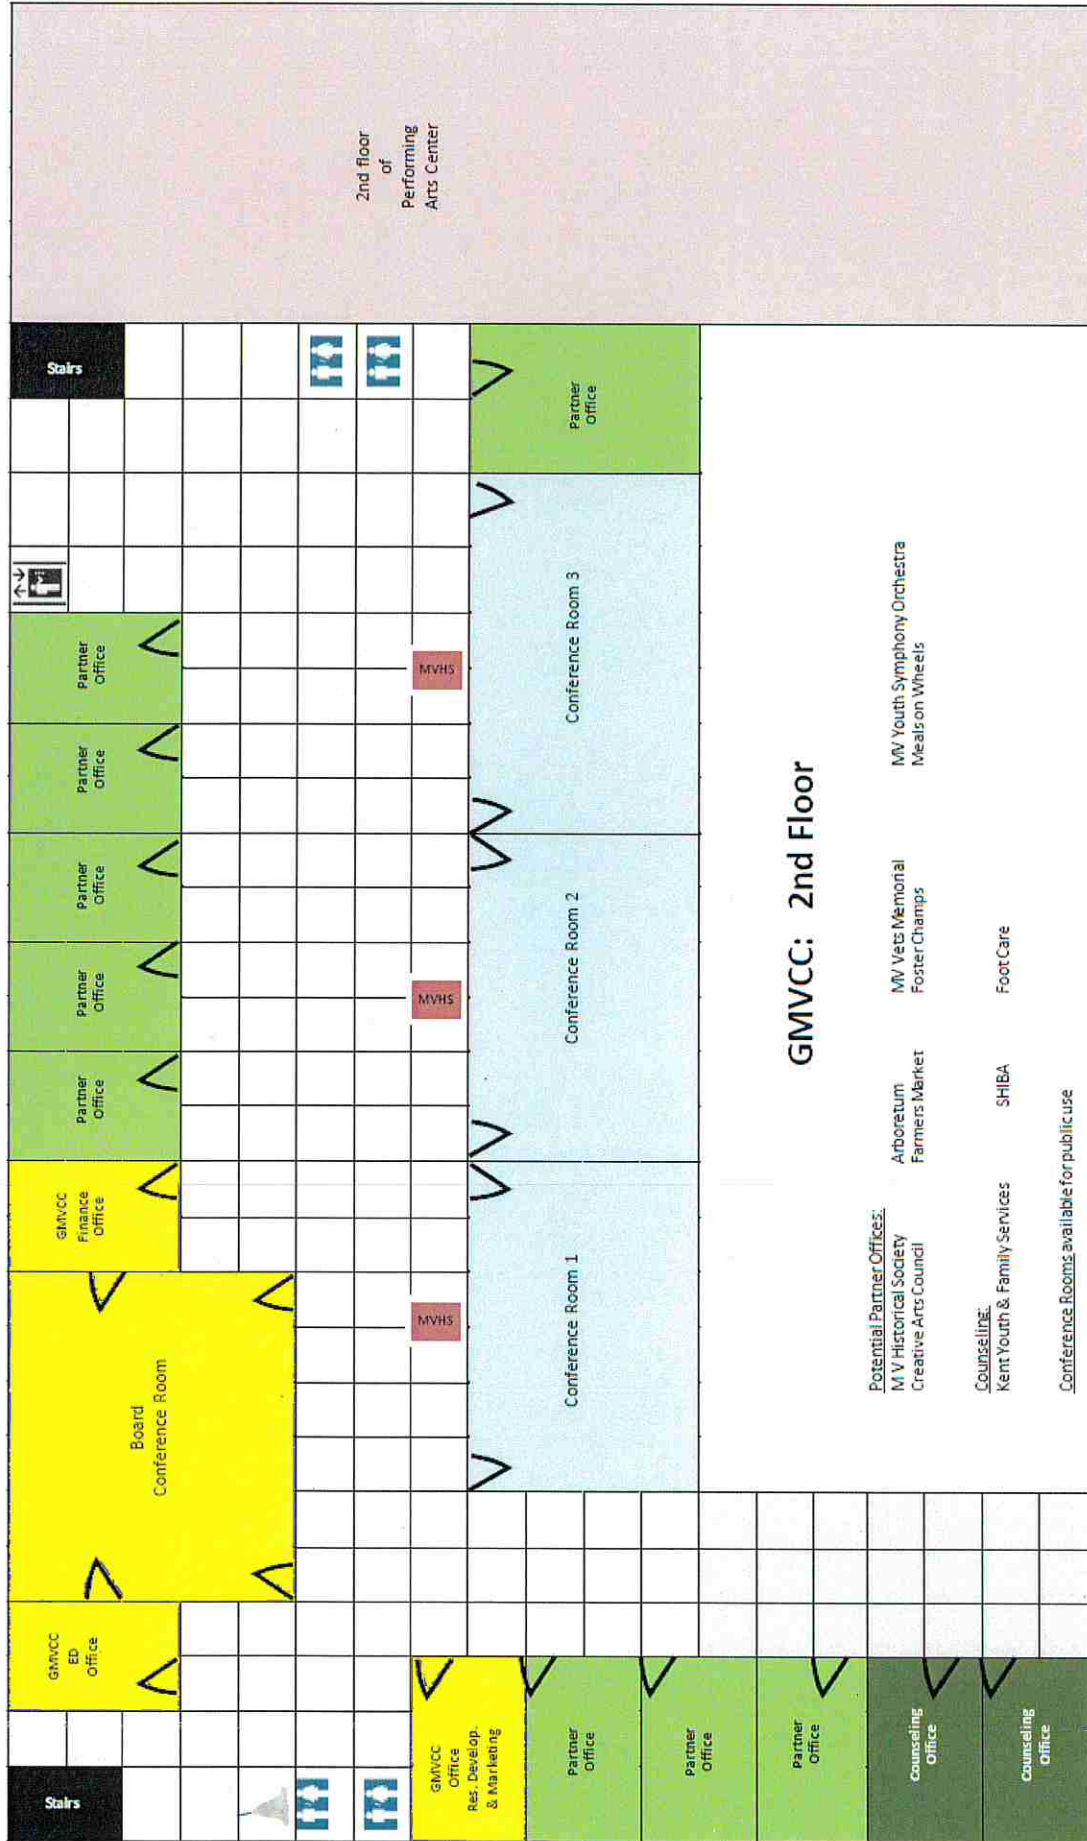 Stairs
GMVCC
ED
Office
Board
Conference Room
GMVCC
Finance
Office
Partner
Office
Partner
Office
Partner
Office
Partner
Office
Partner
Office
Stairs
2nd floor
of
Performing
Arts Center
GMVCC
Office
Res. Develop.
& Marketing
MVHS
MVHS
MVHS
Partner
Office
Partner
Office
Partner
Office
Counseling
Office
Counseling
Office
Conference Room 1
Conference Room 2
Conference Room 3
Partner
Office
GMVCC: 2nd Floor
Potential Partner Offices:
M V Historical Society Arboretum MV Vets Memorial MV Youth Symphony Orchestra
Creative Arts Council Farmers Market Foster Champs Meals on Wheels
Counseling:
Kent Youth & Family Services SHIBA Foot Care
Conference Rooms available for public use